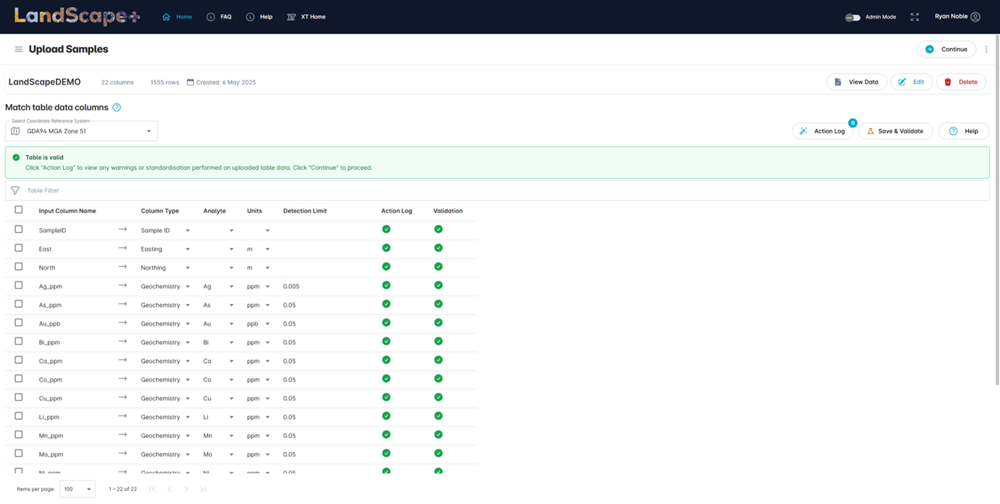 LandScape+ Home FAQ Help XT Home Admin Mode Ryan Noble
Upload Samples Continue
LandScapeDEMO 22 columns 1555 rows Created: 6 May 2025 View Data Edit Delete
Match table data columns ?
Select Coordinate Reference System
GDA94 MGA Zone 51 Action Log 0 Save & Validate Help
Table is valid
Click "Action Log" to view any warnings or standardisation performed on uploaded table data. Click "Continue" to proceed.
Table Filter
Input Column Name Column Type Analyte Units Detection Limit Action Log Validation
SampleID → Sample ID
East → Easting m
North → Northing m
Ag_ppm → Geochemistry Ag ppm 0.005
As_ppm → Geochemistry As ppm 0.05
Au_ppb → Geochemistry Au ppb 0.05
Bi_ppm → Geochemistry Bi ppm 0.05
Ca_ppm → Geochemistry Ca ppm 0.05
Co_ppm → Geochemistry Co ppm 0.05
Cu_ppm → Geochemistry Cu ppm 0.05
Li_ppm → Geochemistry Li ppm 0.05
Mn_ppm → Geochemistry Mn ppm 0.05
Mo_ppm → Geochemistry Mo ppm 0.05
Ni_ppm → Geochemistry Ni ppm 0.05
Items per page: 100 1 – 22 of 22